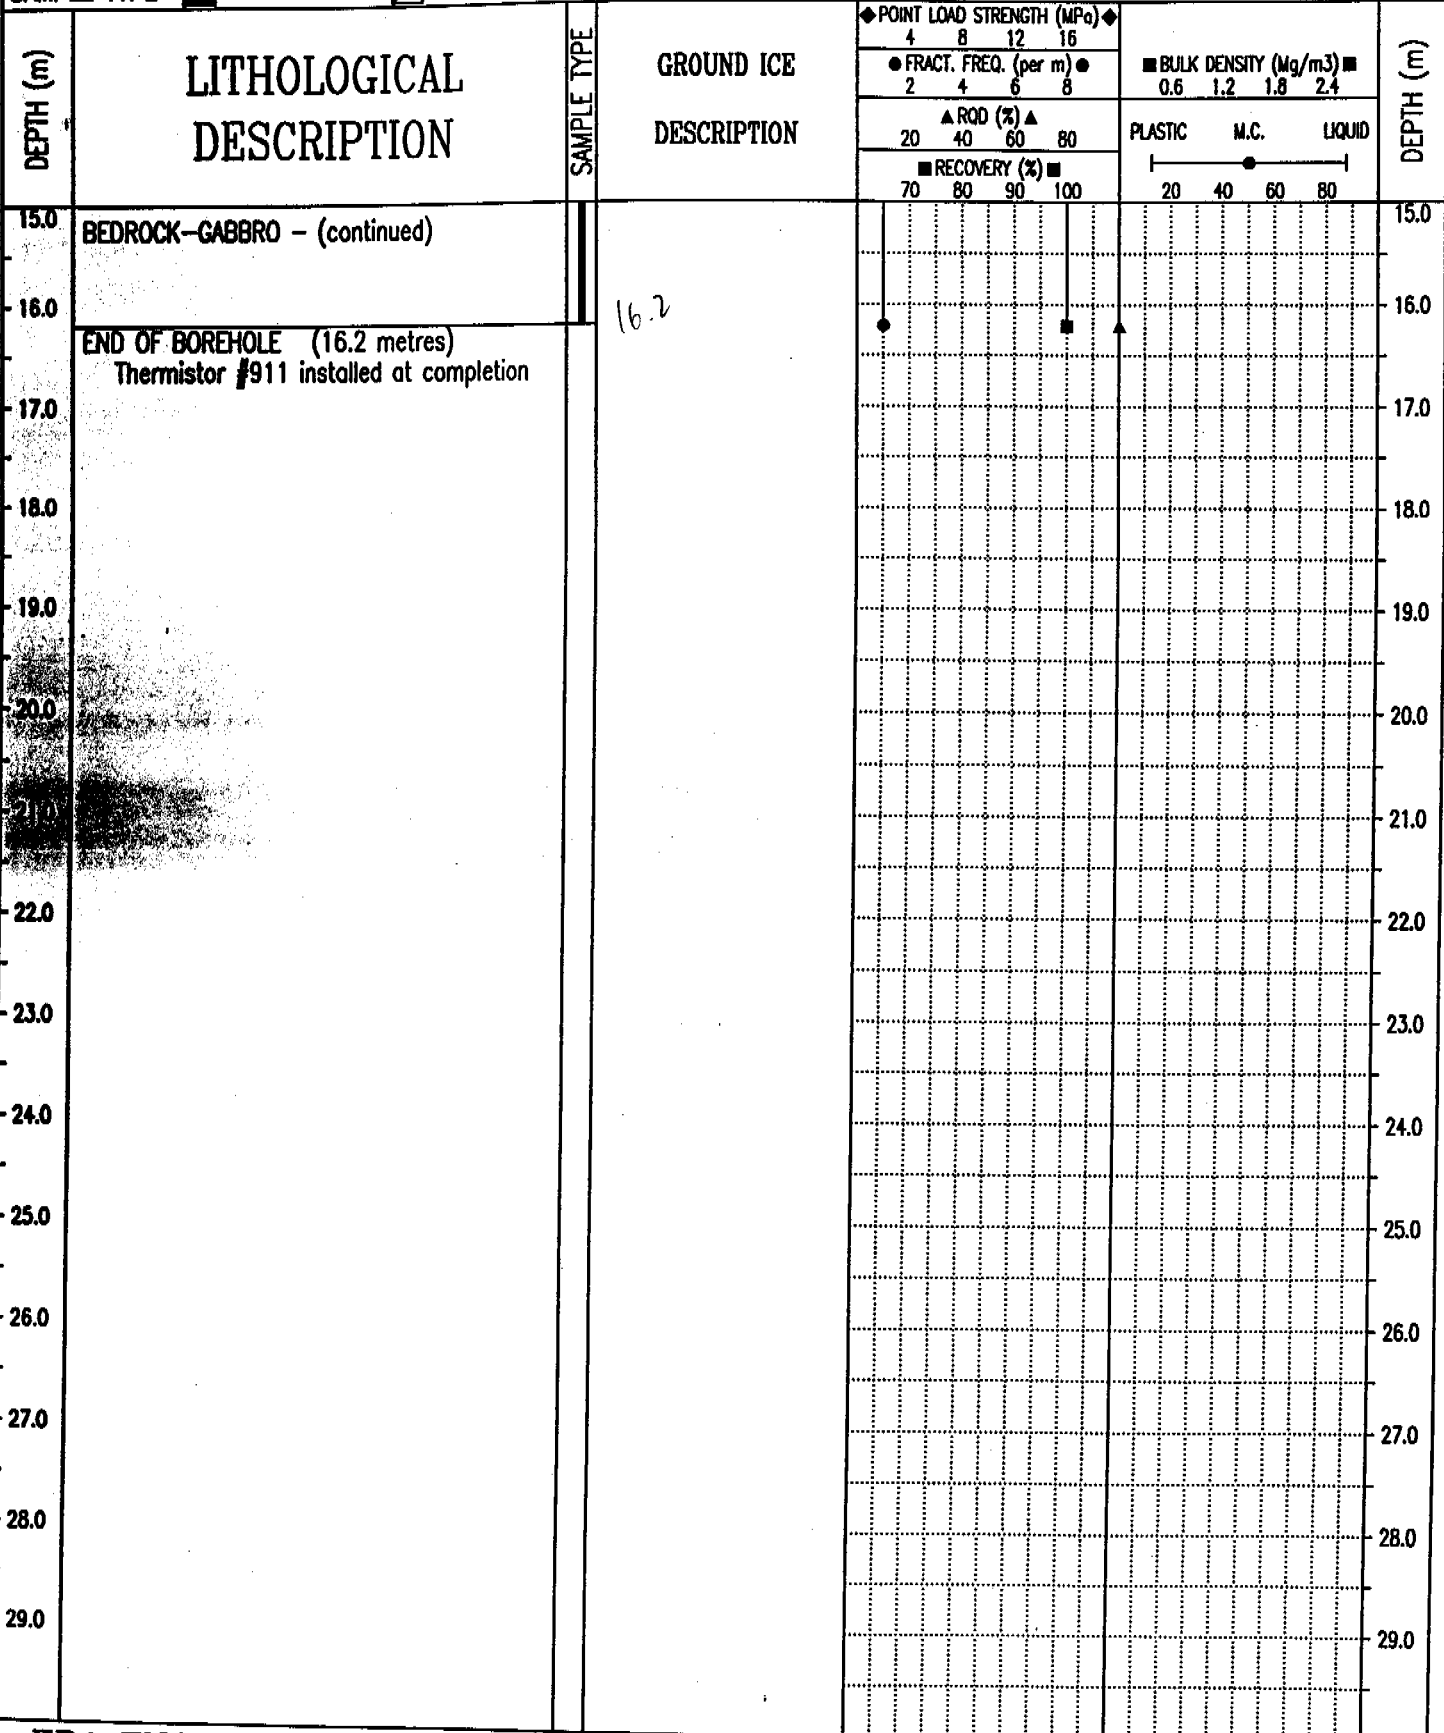 POINT LOAD STRENGTH (MPa)
4 8 12 16
FRACT. FREQ. (per m)
2 4 6 8
RQD (%)
20 40 60 80
RECOVERY (%)
70 80 90 100
BULK DENSITY (Mg/m3)
0.6 1.2 1.8 2.4
PLASTIC M.C. LIQUID
20 40 60 80
DEPTH (m)
LITHOLOGICAL
DESCRIPTION
SAMPLE TYPE
GROUND ICE
DESCRIPTION
DEPTH (m)
15.0
BEDROCK-GABBRO - (continued)
15.0
16.0
16.2
16.0
END OF BOREHOLE (16.2 metres)
Thermistor #911 installed at completion
17.0
17.0
18.0
18.0
19.0
19.0
20.0
20.0
21.0
21.0
22.0
22.0
23.0
23.0
24.0
24.0
25.0
25.0
26.0
26.0
27.0
27.0
28.0
28.0
29.0
29.0